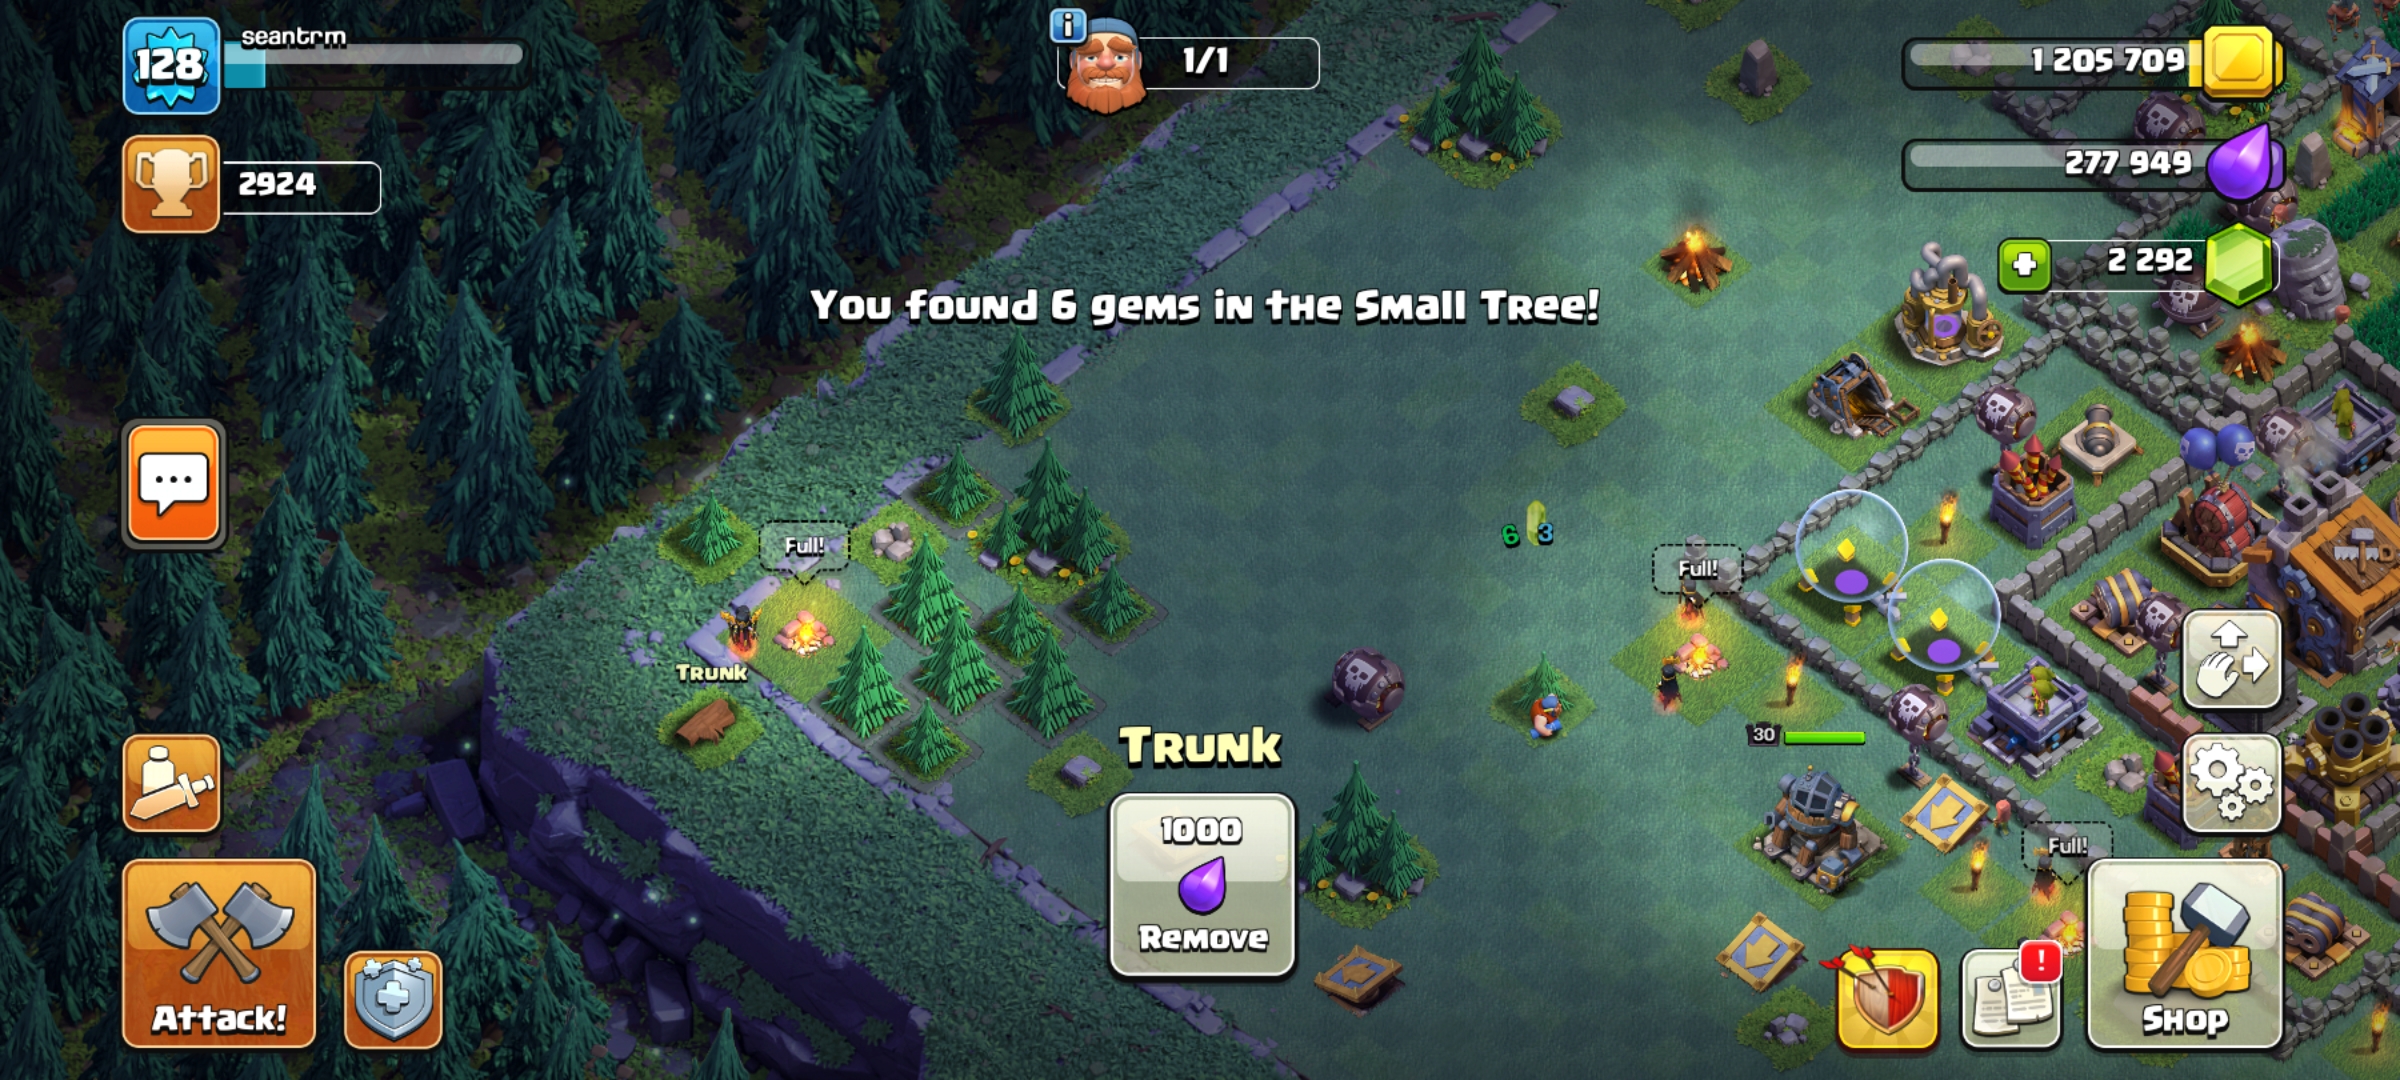 128
seantrm
i
1/1
1 205 709
2924
277 949
2 292
You found 6 gems in the Small Tree!
6 3
Full!
Full!
Trunk
30
Trunk
1000
Remove
Full!
!
Attack!
Shop